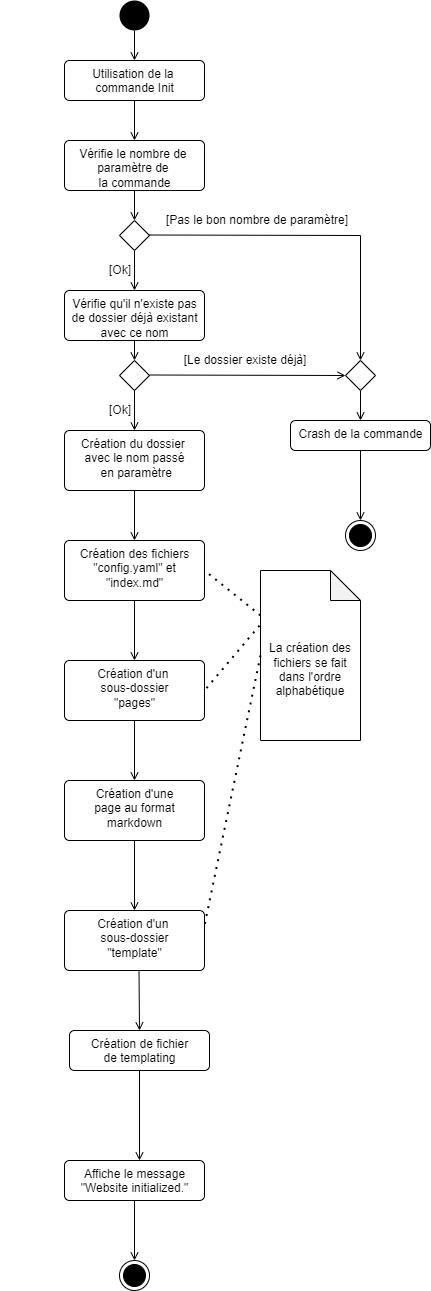 Utilisation de la
commande Init
Vérifie le nombre de
paramètre de
la commande
[Pas le bon nombre de paramètre]
[Ok]
Vérifie qu'il n'existe pas
de dossier déjà existant
avec ce nom
[Le dossier existe déjà]
[Ok]
Crash de la commande
Création du dossier
avec le nom passé
en paramètre
Création des fichiers
"config.yaml" et
"index.md"
La création des
fichiers se fait
dans l'ordre
alphabétique
Création d'un
sous-dossier
"pages"
Création d'une
page au format
markdown
Création d'un
sous-dossier
"template"
Création de fichier
de templating
Affiche le message
"Website initialized."